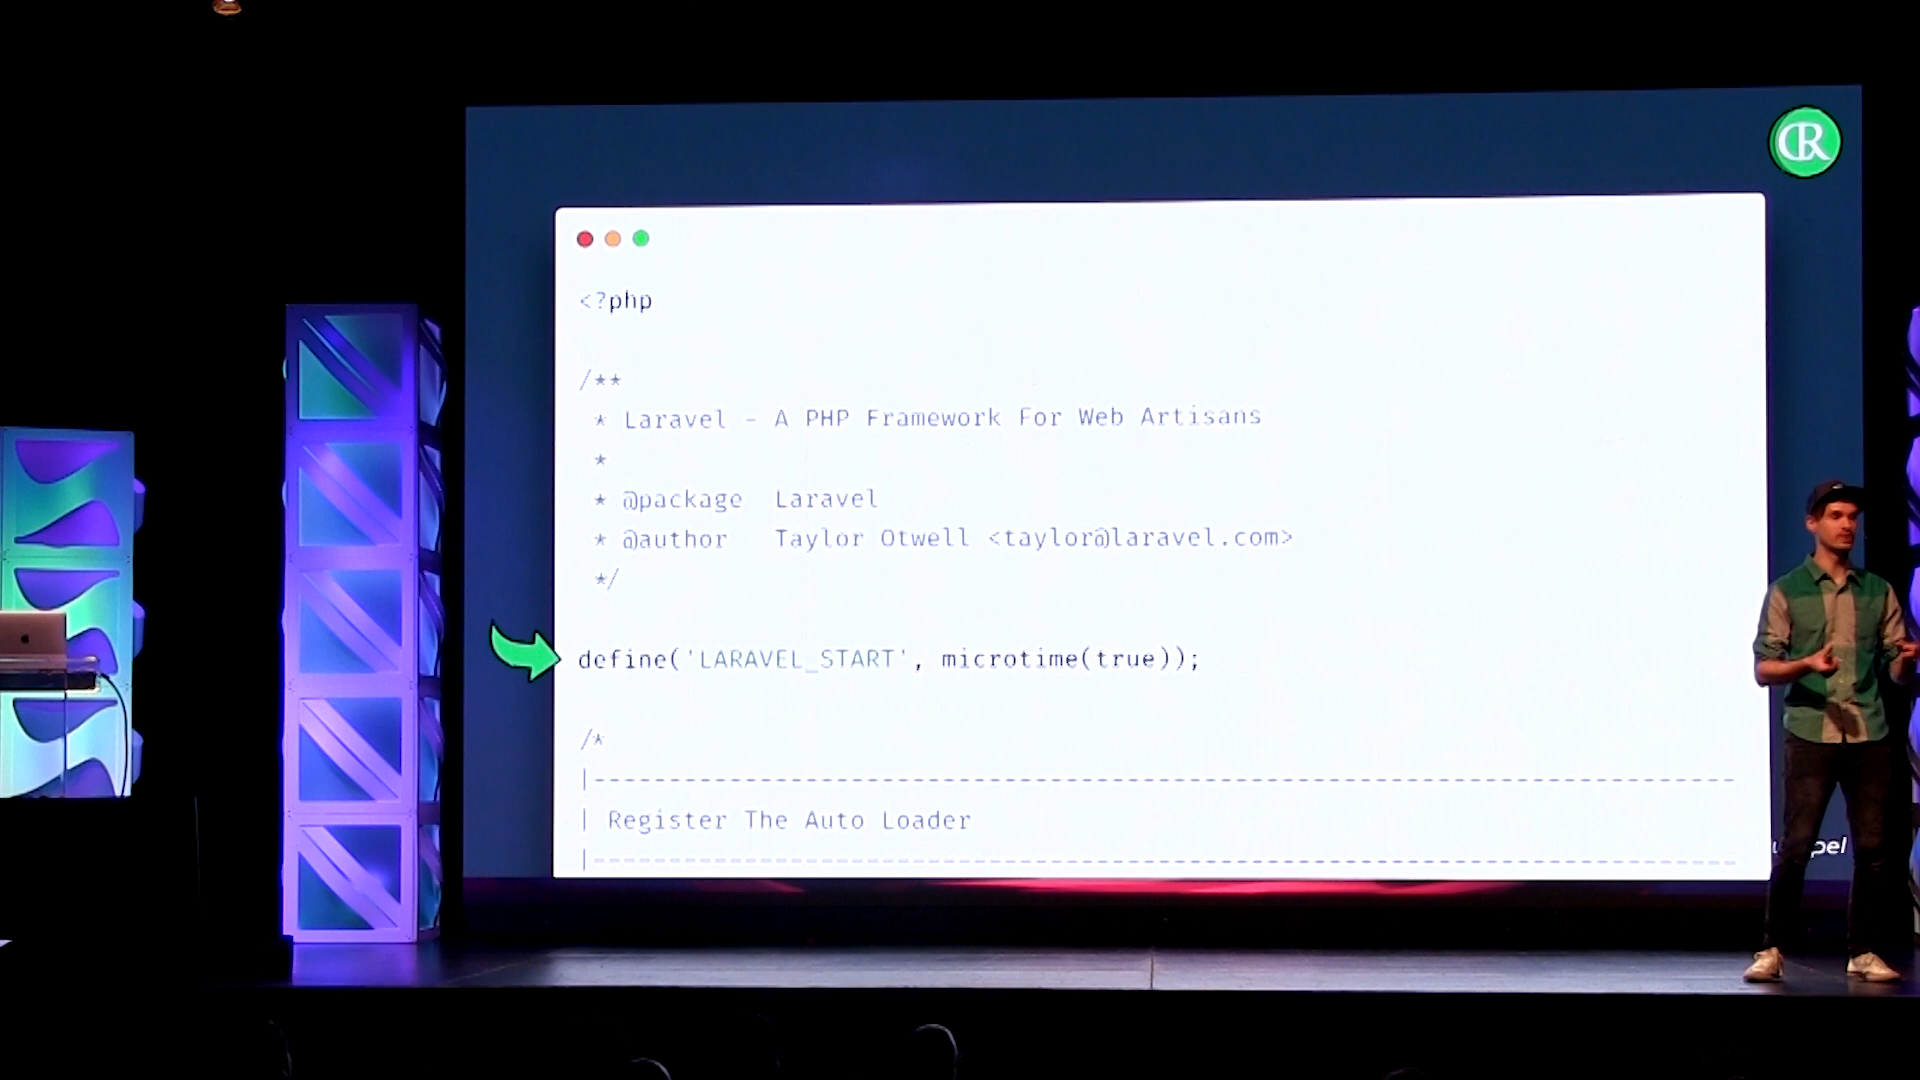 CR
<?php
/**
* Laravel - A PHP Framework For Web Artisans
*
* @package Laravel
* @author Taylor Otwell <taylor@laravel.com>
*/
define('LARAVEL_START', microtime(true));
/*
|---------------------------------------------------------------------------
| Register The Auto Loader
|---------------------------------------------------------------------------